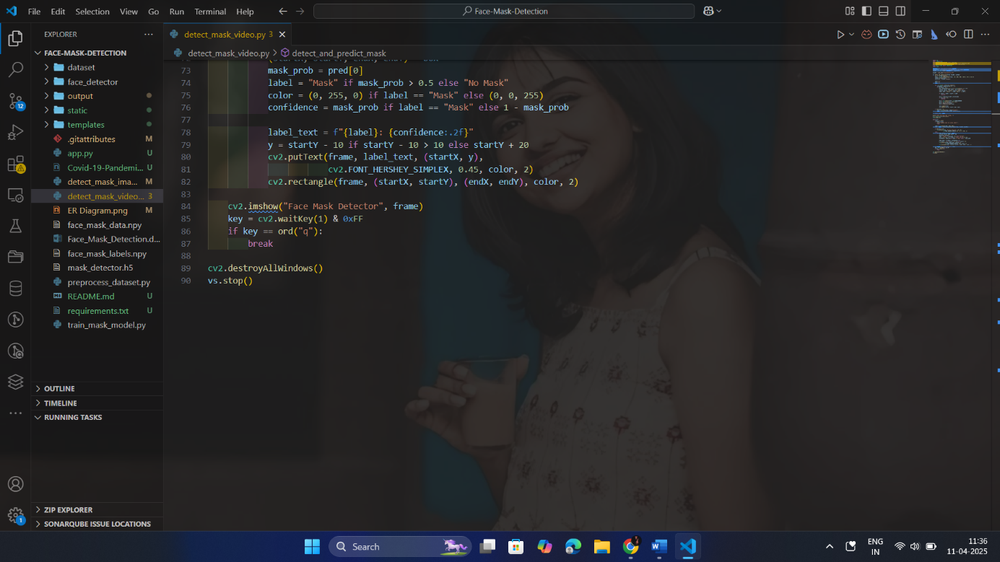 File Edit Selection View Go Run Terminal Help
Face-Mask-Detection
EXPLORER
FACE-MASK-DETECTION
dataset
face_detector
output
static
templates
.gitattributes M
app.py U
Covid-19-Pandemi... U
detect_mask_ima... M
detect_mask_video... 3
ER Diagram.png M
face_mask_data.npy
Face_Mask_Detection.d...
face_mask_labels.npy
mask_detector.h5
preprocess_dataset.py
README.md U
requirements.txt U
train_mask_model.py
OUTLINE
TIMELINE
RUNNING TASKS
ZIP EXPLORER
SONARQUBE ISSUE LOCATIONS
12
1
detect_mask_video.py 3
detect_mask_video.py > detect_and_predict_mask
73 mask_prob = pred[0]
74 label = "Mask" if mask_prob > 0.5 else "No Mask"
75 color = (0, 255, 0) if label == "Mask" else (0, 0, 255)
76 confidence = mask_prob if label == "Mask" else 1 - mask_prob
77
78 label_text = f"{label}: {confidence:.2f}"
79 y = startY - 10 if startY - 10 > 10 else startY + 20
80 cv2.putText(frame, label_text, (startX, y),
81 cv2.FONT_HERSHEY_SIMPLEX, 0.45, color, 2)
82 cv2.rectangle(frame, (startX, startY), (endX, endY), color, 2)
83
84 cv2.imshow("Face Mask Detector", frame)
85 key = cv2.waitKey(1) & 0xFF
86 if key == ord("q"):
87 break
88
89 cv2.destroyAllWindows()
90 vs.stop()
Search
ENG
IN
11:36
11-04-2025